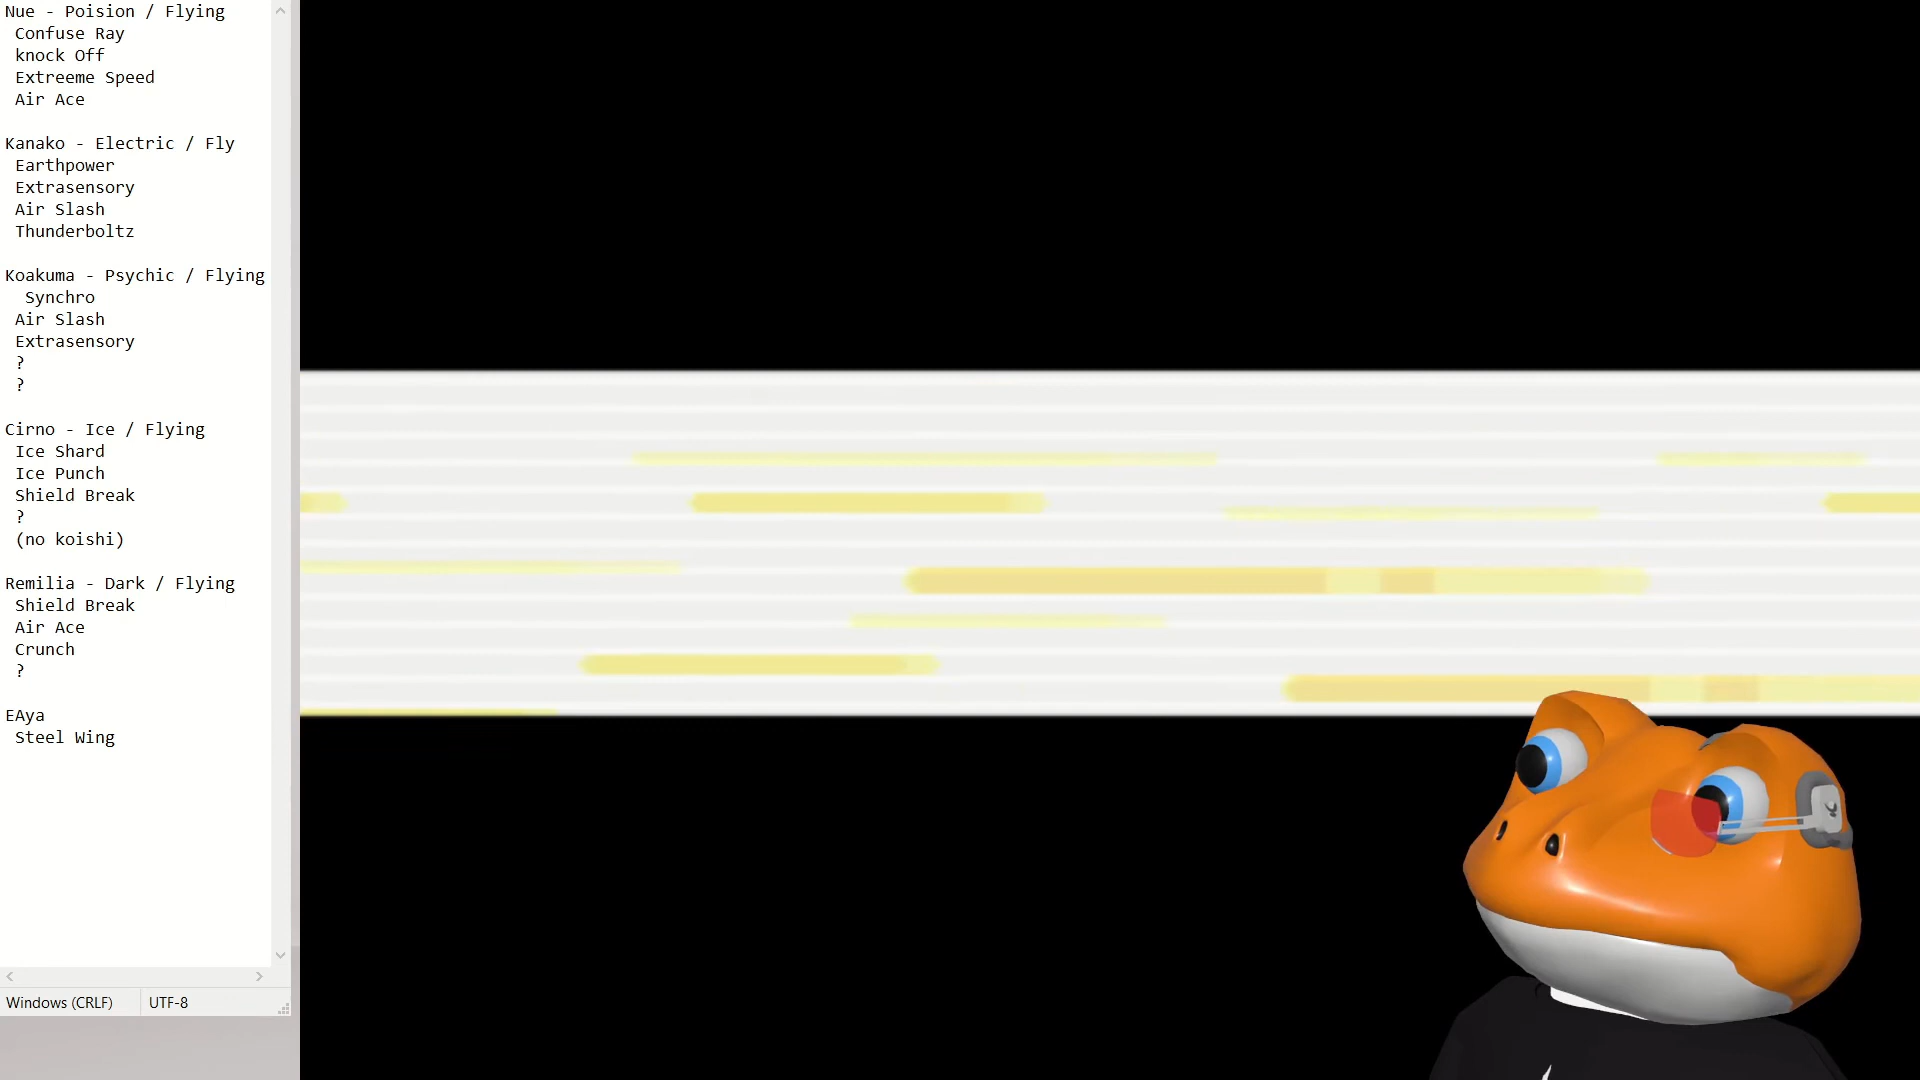 Nue - Poision / Flying
Confuse Ray
knock Off
Extreeme Speed
Air Ace
Kanako - Electric / Fly
Earthpower
Extrasensory
Air Slash
Thunderboltz
Koakuma - Psychic / Flying
Synchro
Air Slash
Extrasensory
?
?
Cirno - Ice / Flying
Ice Shard
Ice Punch
Shield Break
?
(no koishi)
Remilia - Dark / Flying
Shield Break
Air Ace
Crunch
?
EAya
Steel Wing
Windows (CRLF)
UTF-8